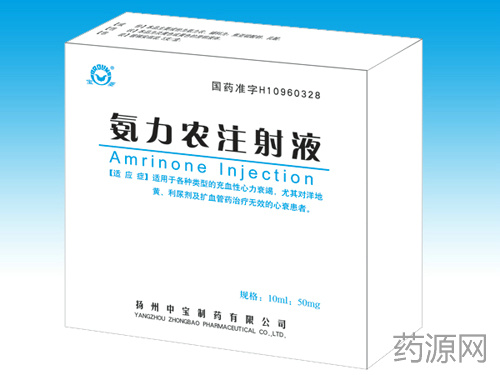 国药准字H10960328
氨力农注射液
Amrinone Injection
【适 应 症】适用于各种类型的充血性心力衰竭,尤其对洋地
黄、利尿剂及扩血管药治疗无效的心衰患者。
规格:10ml:50mg
扬州中宝制药有限公司
YANGZHOU ZHONGBAO PHARMACEUTICAL CO.,LTD.
药源网